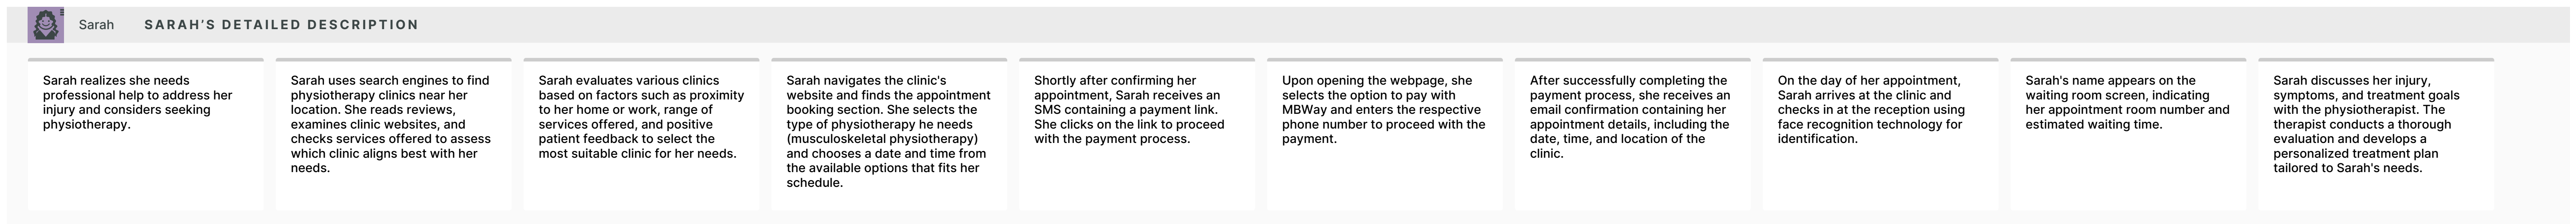 Sarah
SARAH'S DETAILED DESCRIPTION
Sarah realizes she needs
professional help to address her
injury and considers seeking
physiotherapy.
Sarah uses search engines to find
physiotherapy clinics near her
location. She reads reviews,
examines clinic websites, and
checks services offered to assess
which clinic aligns best with her
needs.
Sarah evaluates various clinics
based on factors such as proximity
to her home or work, range of
services offered, and positive
patient feedback to select the
most suitable clinic for her needs.
Sarah navigates the clinic's
website and finds the appointment
booking section. She selects the
type of physiotherapy he needs
(musculoskeletal physiotherapy)
and chooses a date and time from
the available options that fits her
schedule.
Shortly after confirming her
appointment, Sarah receives an
SMS containing a payment link.
She clicks on the link to proceed
with the payment process.
Upon opening the webpage, she
selects the option to pay with
MBWay and enters the respective
phone number to proceed with the
payment.
After successfully completing the
payment process, she receives an
email confirmation containing her
appointment details, including the
date, time, and location of the
clinic.
On the day of her appointment,
Sarah arrives at the clinic and
checks in at the reception using
face recognition technology for
identification.
Sarah's name appears on the
waiting room screen, indicating
her appointment room number and
estimated waiting time.
Sarah discusses her injury,
symptoms, and treatment goals
with the physiotherapist. The
therapist conducts a thorough
evaluation and develops a
personalized treatment plan
tailored to Sarah's needs.